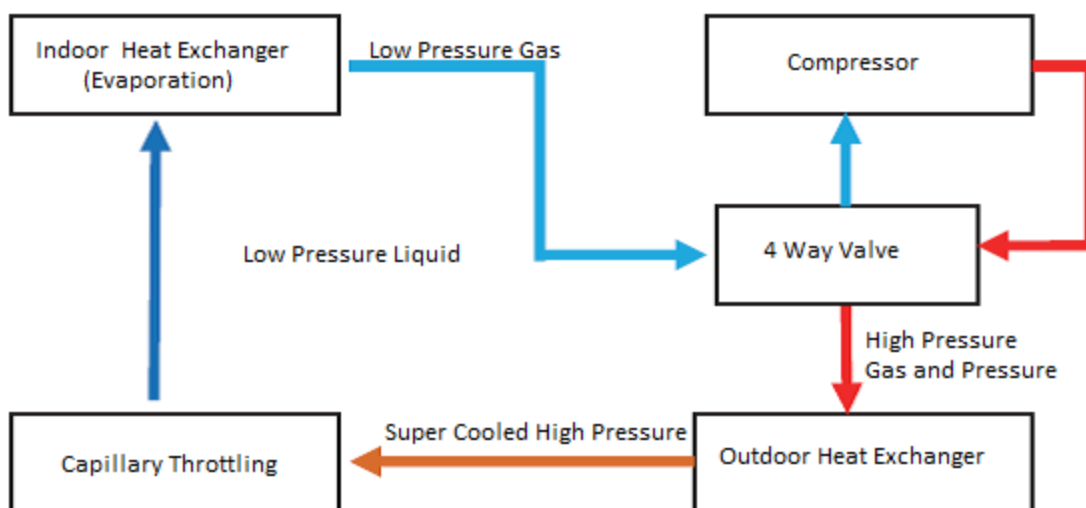 Indoor Heat Exchanger
(Evaporation)
Low Pressure Gas
Compressor
Low Pressure Liquid
4 Way Valve
High Pressure
Gas and Pressure
Super Cooled High Pressure
Capillary Throttling
Outdoor Heat Exchanger